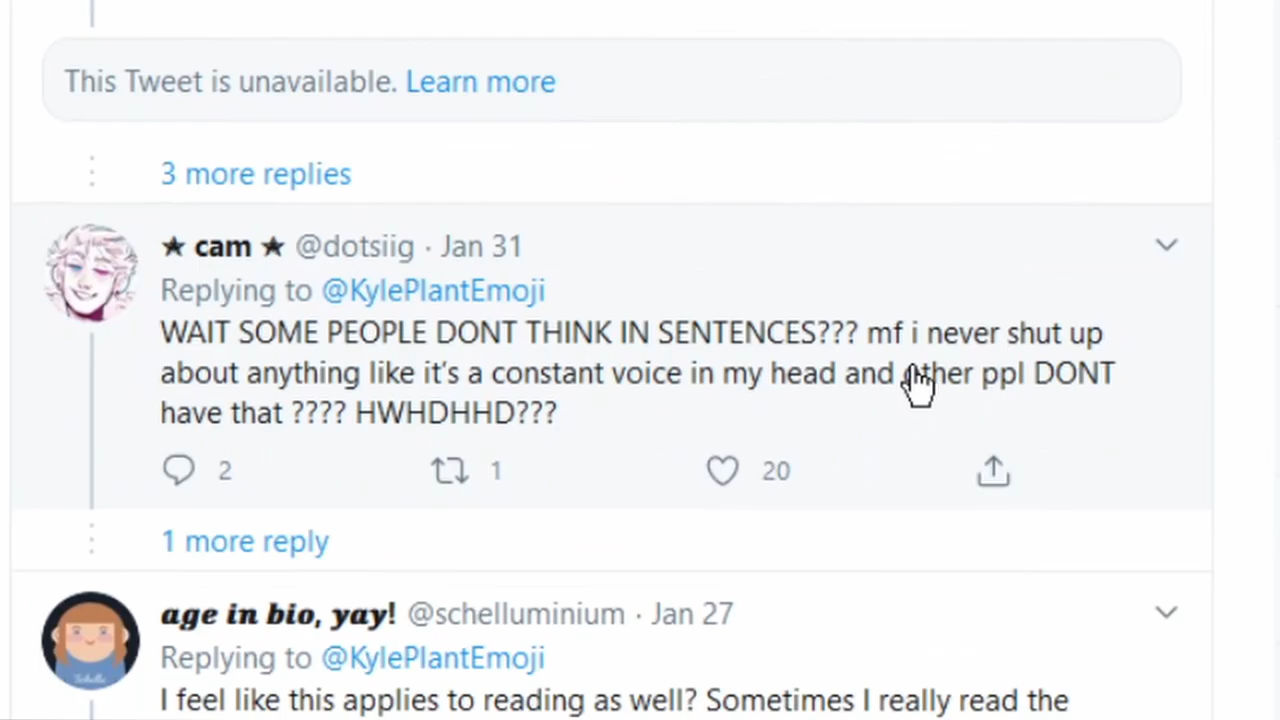 This Tweet is unavailable. Learn more
3 more replies
★ cam ★ @dotsiig · Jan 31
Replying to @KylePlantEmoji
WAIT SOME PEOPLE DONT THINK IN SENTENCES??? mf i never shut up
about anything like it's a constant voice in my head and other ppl DONT
have that ???? HWHDHHD???
2 1 20
1 more reply
age in bio, yay! @schelluminium · Jan 27
Replying to @KylePlantEmoji
I feel like this applies to reading as well? Sometimes I really read the